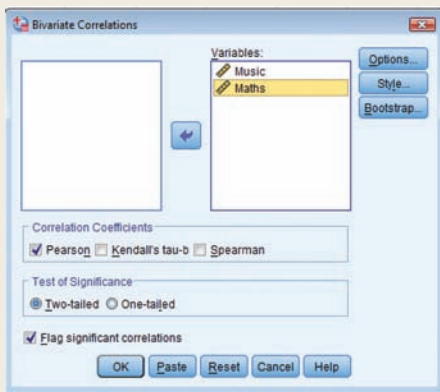 Bivariate Correlations
Variables:
Music
Maths
Options...
Style...
Bootstrap...
Correlation Coefficients
Pearson Kendall's tau-b Spearman
Test of Significance
Two-tailed One-tailed
Flag significant correlations
OK Paste Reset Cancel Help